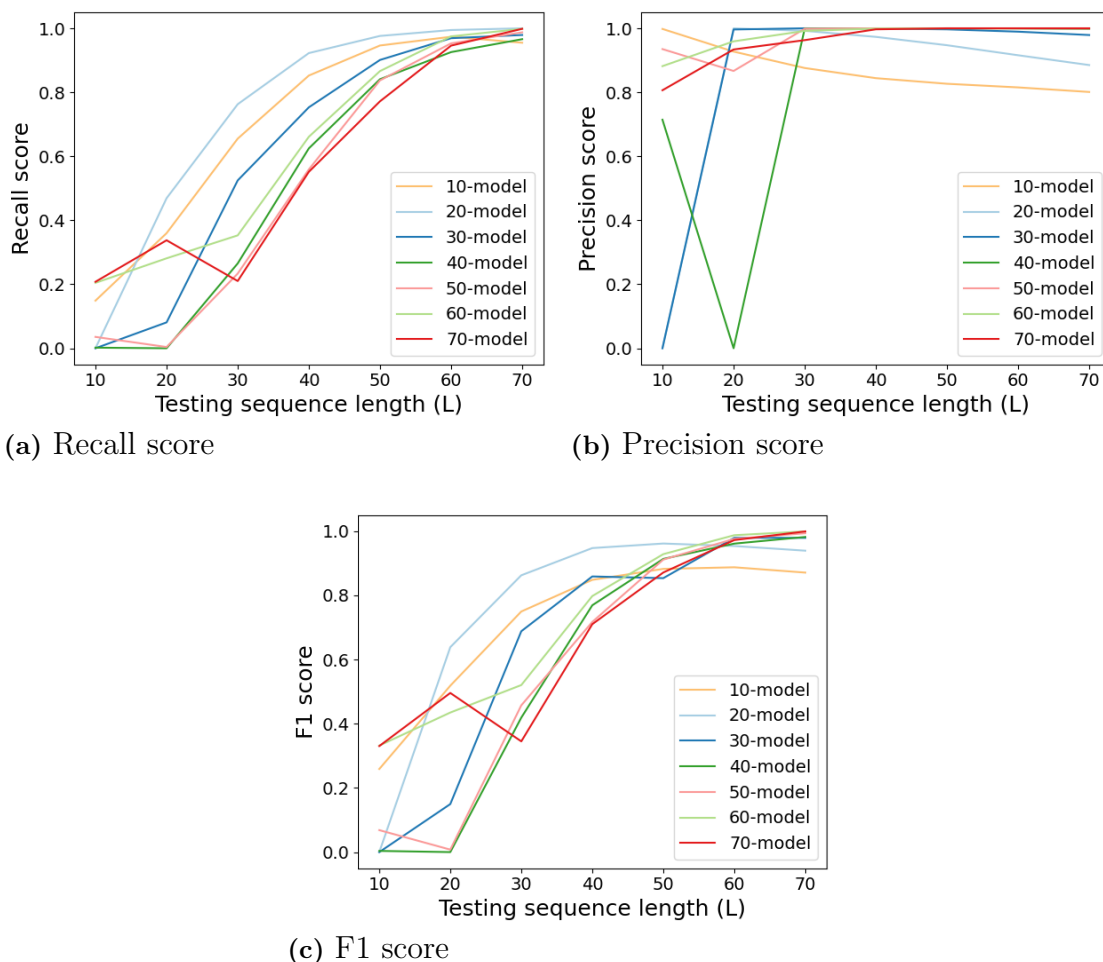 1.0
0.8
0.6
0.4
0.2
0.0
Recall score
10-model
20-model
30-model
40-model
50-model
60-model
70-model
10 20 30 40 50 60 70
Testing sequence length (L)
(a) Recall score
1.0
0.8
0.6
0.4
0.2
0.0
Precision score
10-model
20-model
30-model
40-model
50-model
60-model
70-model
10 20 30 40 50 60 70
Testing sequence length (L)
(b) Precision score
1.0
0.8
0.6
0.4
0.2
0.0
F1 score
10-model
20-model
30-model
40-model
50-model
60-model
70-model
10 20 30 40 50 60 70
Testing sequence length (L)
(c) F1 score